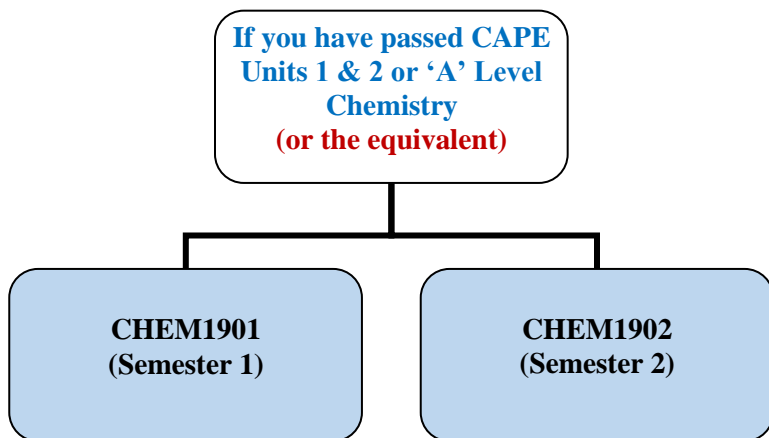 If you have passed CAPE
Units 1 & 2 or ‘A’ Level
Chemistry
(or the equivalent)
CHEM1901
(Semester 1)
CHEM1902
(Semester 2)